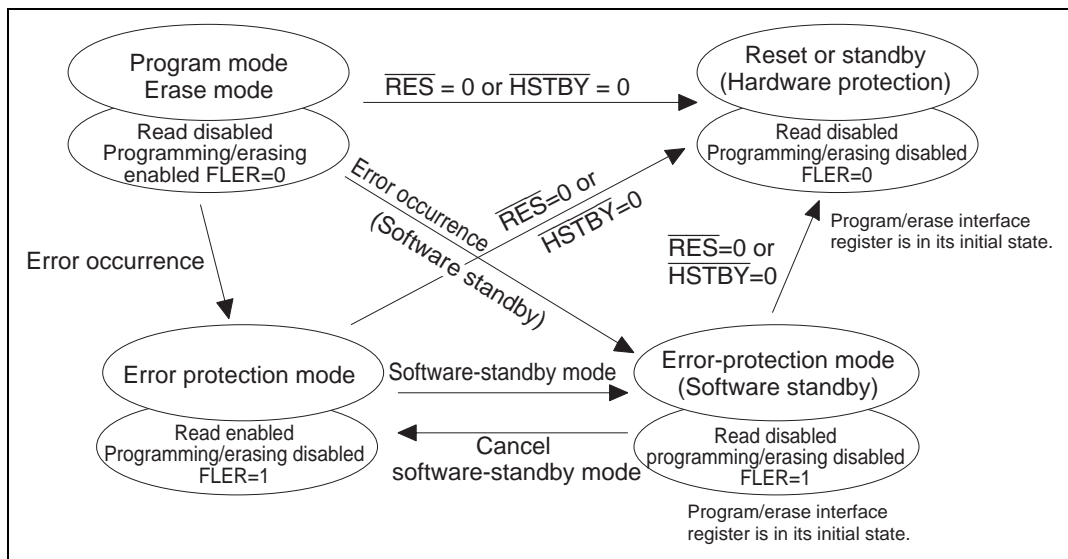 Program mode
Erase mode
Read disabled
Programming/erasing
enabled FLER=0
RES = 0 or HSTBY = 0
Reset or standby
(Hardware protection)
Read disabled
Programming/erasing disabled
FLER=0
Program/erase interface
register is in its initial state.
Error occurrence
Error occurrence
(Software standby)
RES=0 or
HSTBY=0
RES=0 or
HSTBY=0
Error protection mode
Read enabled
Programming/erasing disabled
FLER=1
Software-standby mode
Cancel
software-standby mode
Error-protection mode
(Software standby)
Read disabled
programming/erasing disabled
FLER=1
Program/erase interface
register is in its initial state.